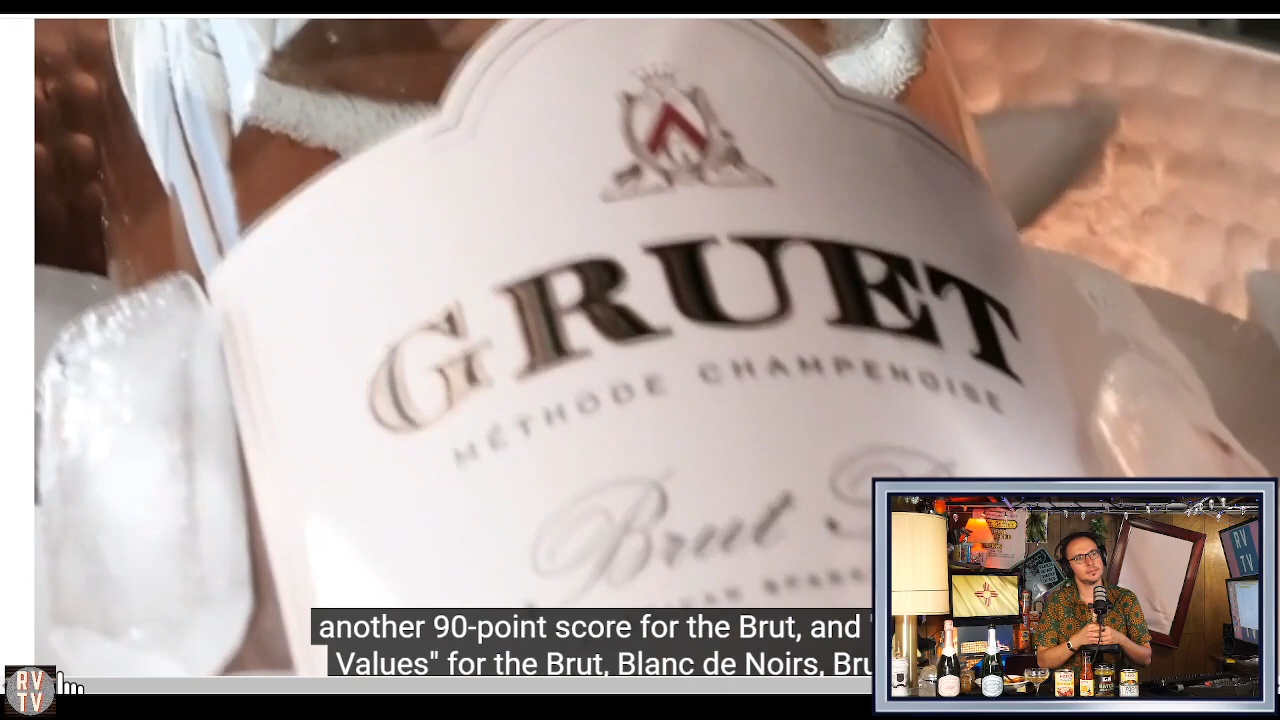 GRUET
MÉTHODE CHAMPENOISE
Brut
another 90-point score for the Brut, and
Values" for the Brut, Blanc de Noirs,
RV
TV
RV
TV